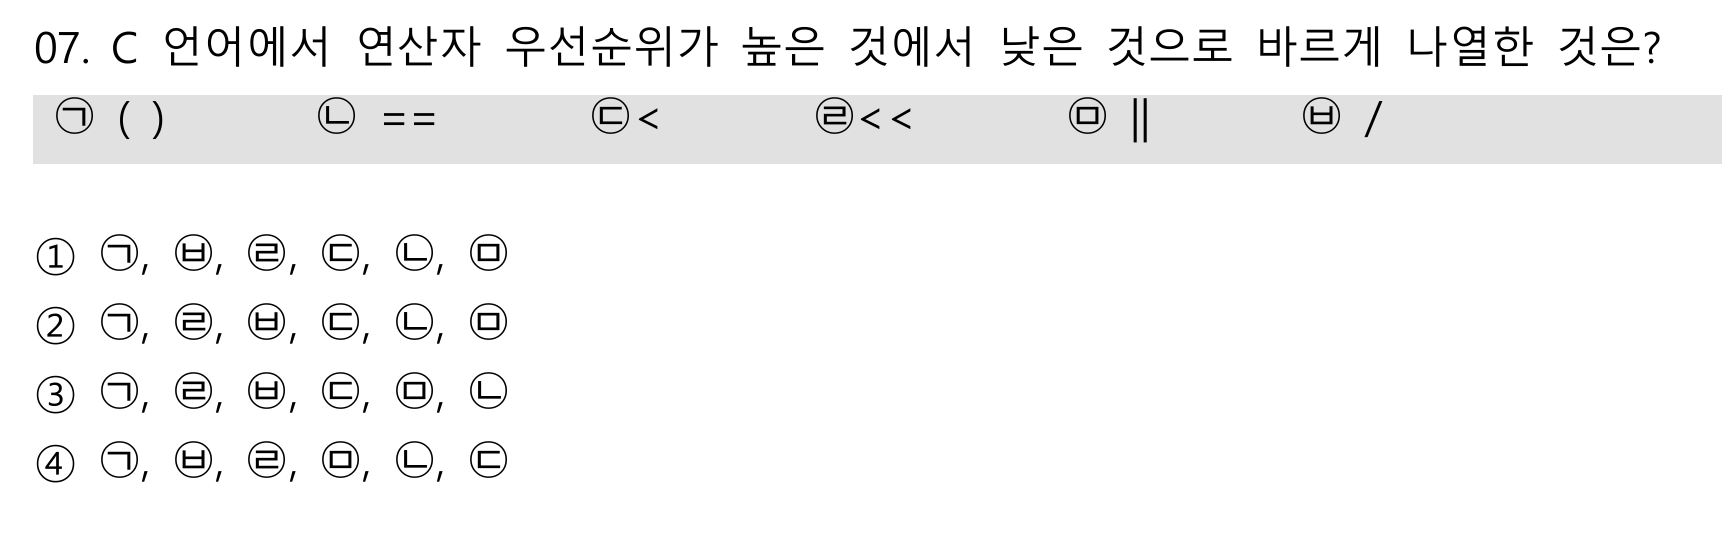 07. C 언어에서 연산자 우선순위가 높은 것에서 낮은 것으로 바르게 나열한 것은?
㉠ ( ) ㉡ == ㉢< ㉣<< ㉤ || ㉥ /
① ㉠, ㉥, ㉣, ㉢, ㉡, ㉤
② ㉠, ㉣, ㉥, ㉢, ㉡, ㉤
③ ㉠, ㉣, ㉥, ㉢, ㉤, ㉡
④ ㉠, ㉥, ㉣, ㉤, ㉡, ㉢